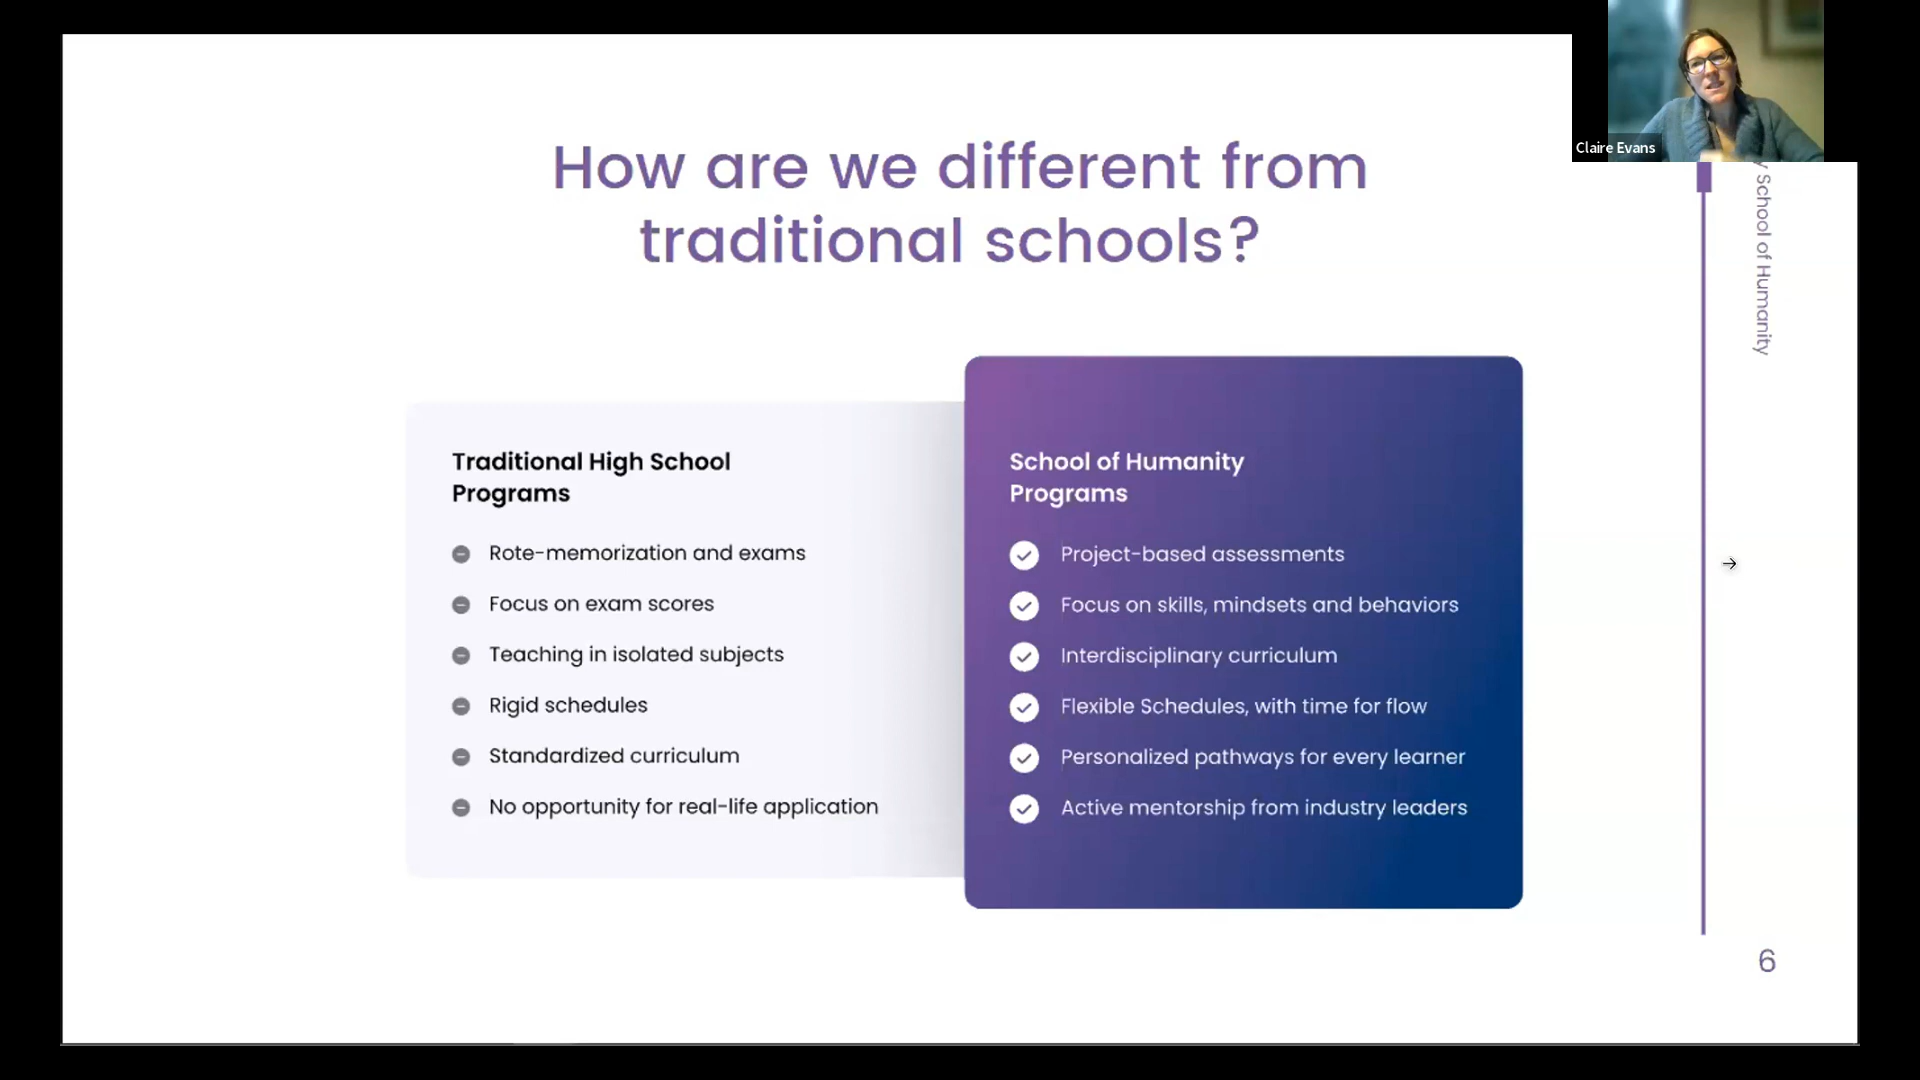 How are we different from
traditional schools?
Claire Evans
School of Humanity
Traditional High School
Programs
Rote-memorization and exams
Focus on exam scores
Teaching in isolated subjects
Rigid schedules
Standardized curriculum
No opportunity for real-life application
School of Humanity
Programs
Project-based assessments
Focus on skills, mindsets and behaviors
Interdisciplinary curriculum
Flexible Schedules, with time for flow
Personalized pathways for every learner
Active mentorship from industry leaders
6